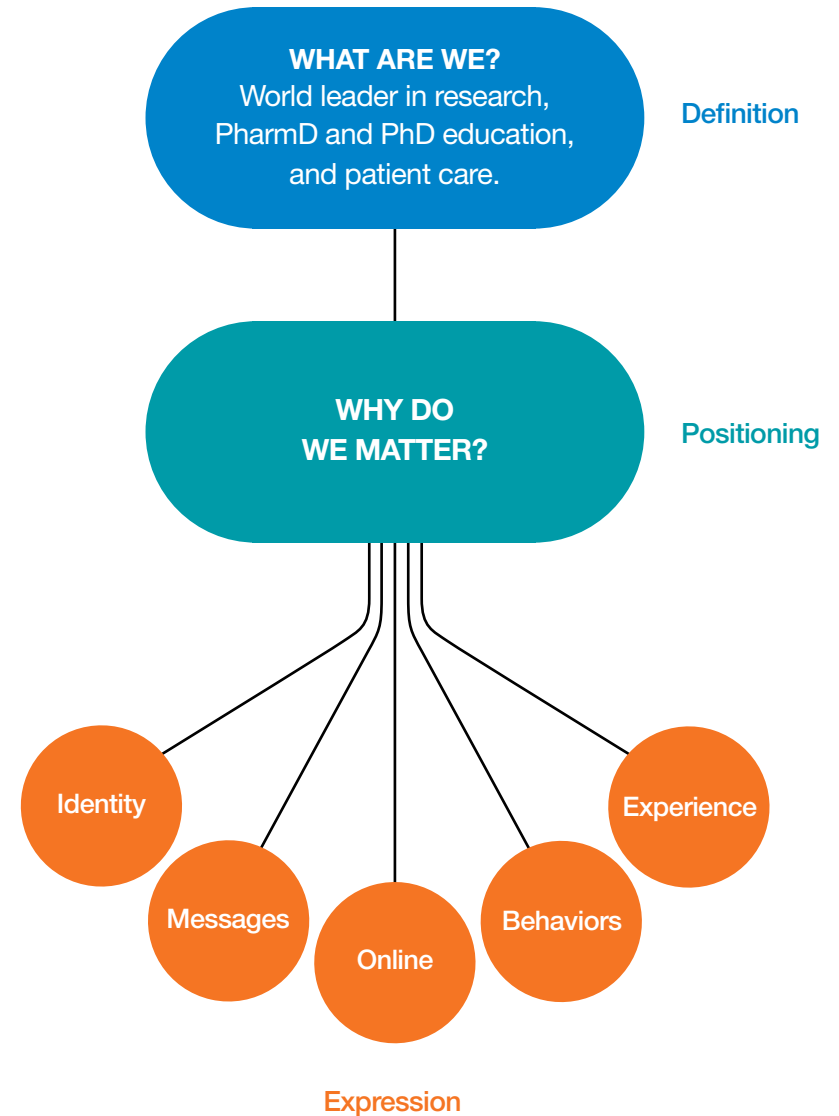 WHAT ARE WE?
World leader in research,
PharmD and PhD education,
and patient care.
Definition
WHY DO
WE MATTER?
Positioning
Identity
Messages
Online
Behaviors
Experience
Expression